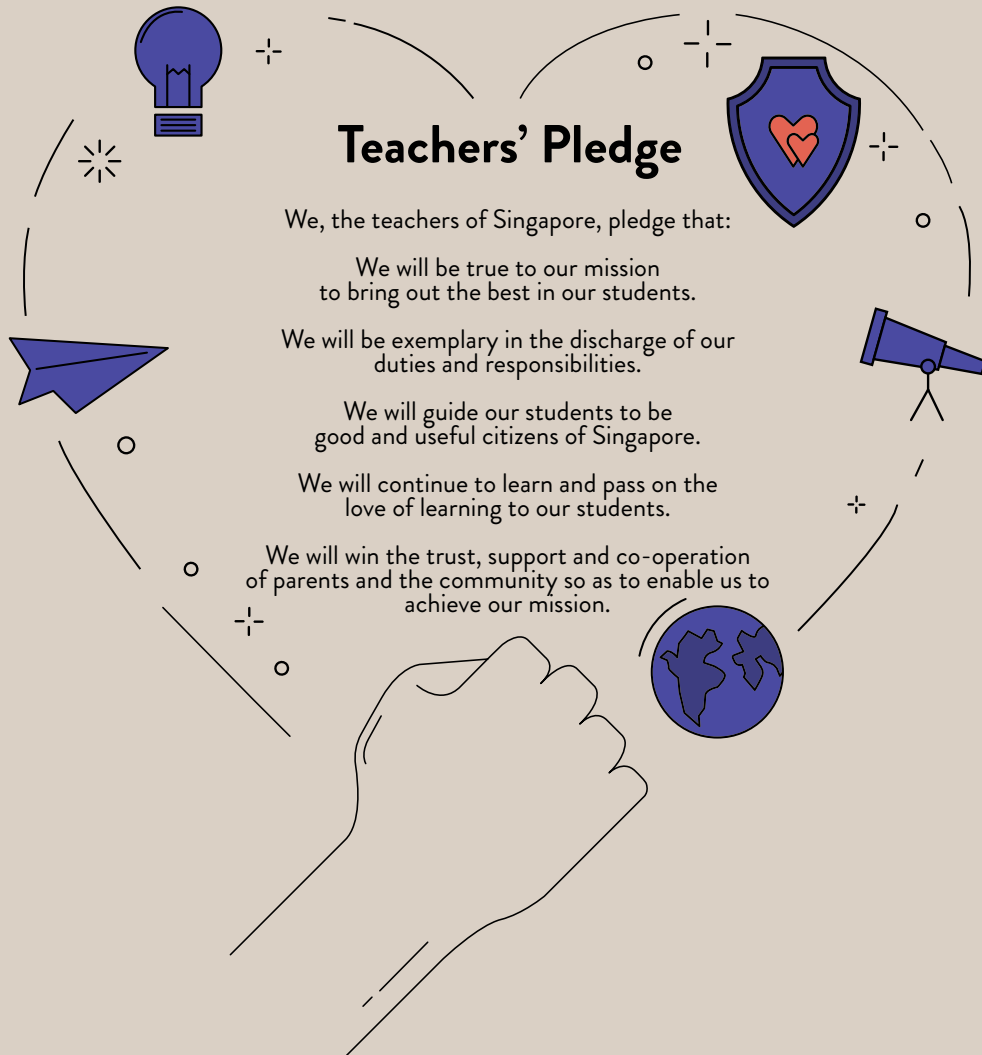 Teachers’ Pledge
We, the teachers of Singapore, pledge that:
We will be true to our mission
to bring out the best in our students.
We will be exemplary in the discharge of our
duties and responsibilities.
We will guide our students to be
good and useful citizens of Singapore.
We will continue to learn and pass on the
love of learning to our students.
We will win the trust, support and co-operation
of parents and the community so as to enable us to
achieve our mission.